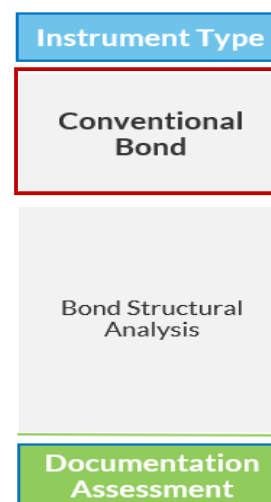 Instrument Type
Conventional
Bond
Bond Structural
Analysis
Documentation
Assessment